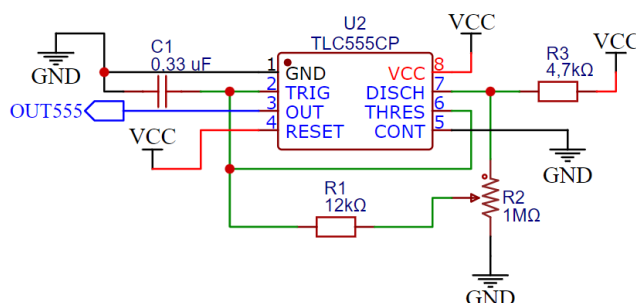 U2
TLC555CP
VCC
VCC
C1
0,33 uF
R3
4,7kΩ
GND
1
GND
VCC
8
2
TRIG
DISCH
7
OUT555
3
OUT
THRES
6
4
RESET
CONT
5
VCC
GND
R1
12kΩ
R2
1MΩ
GND